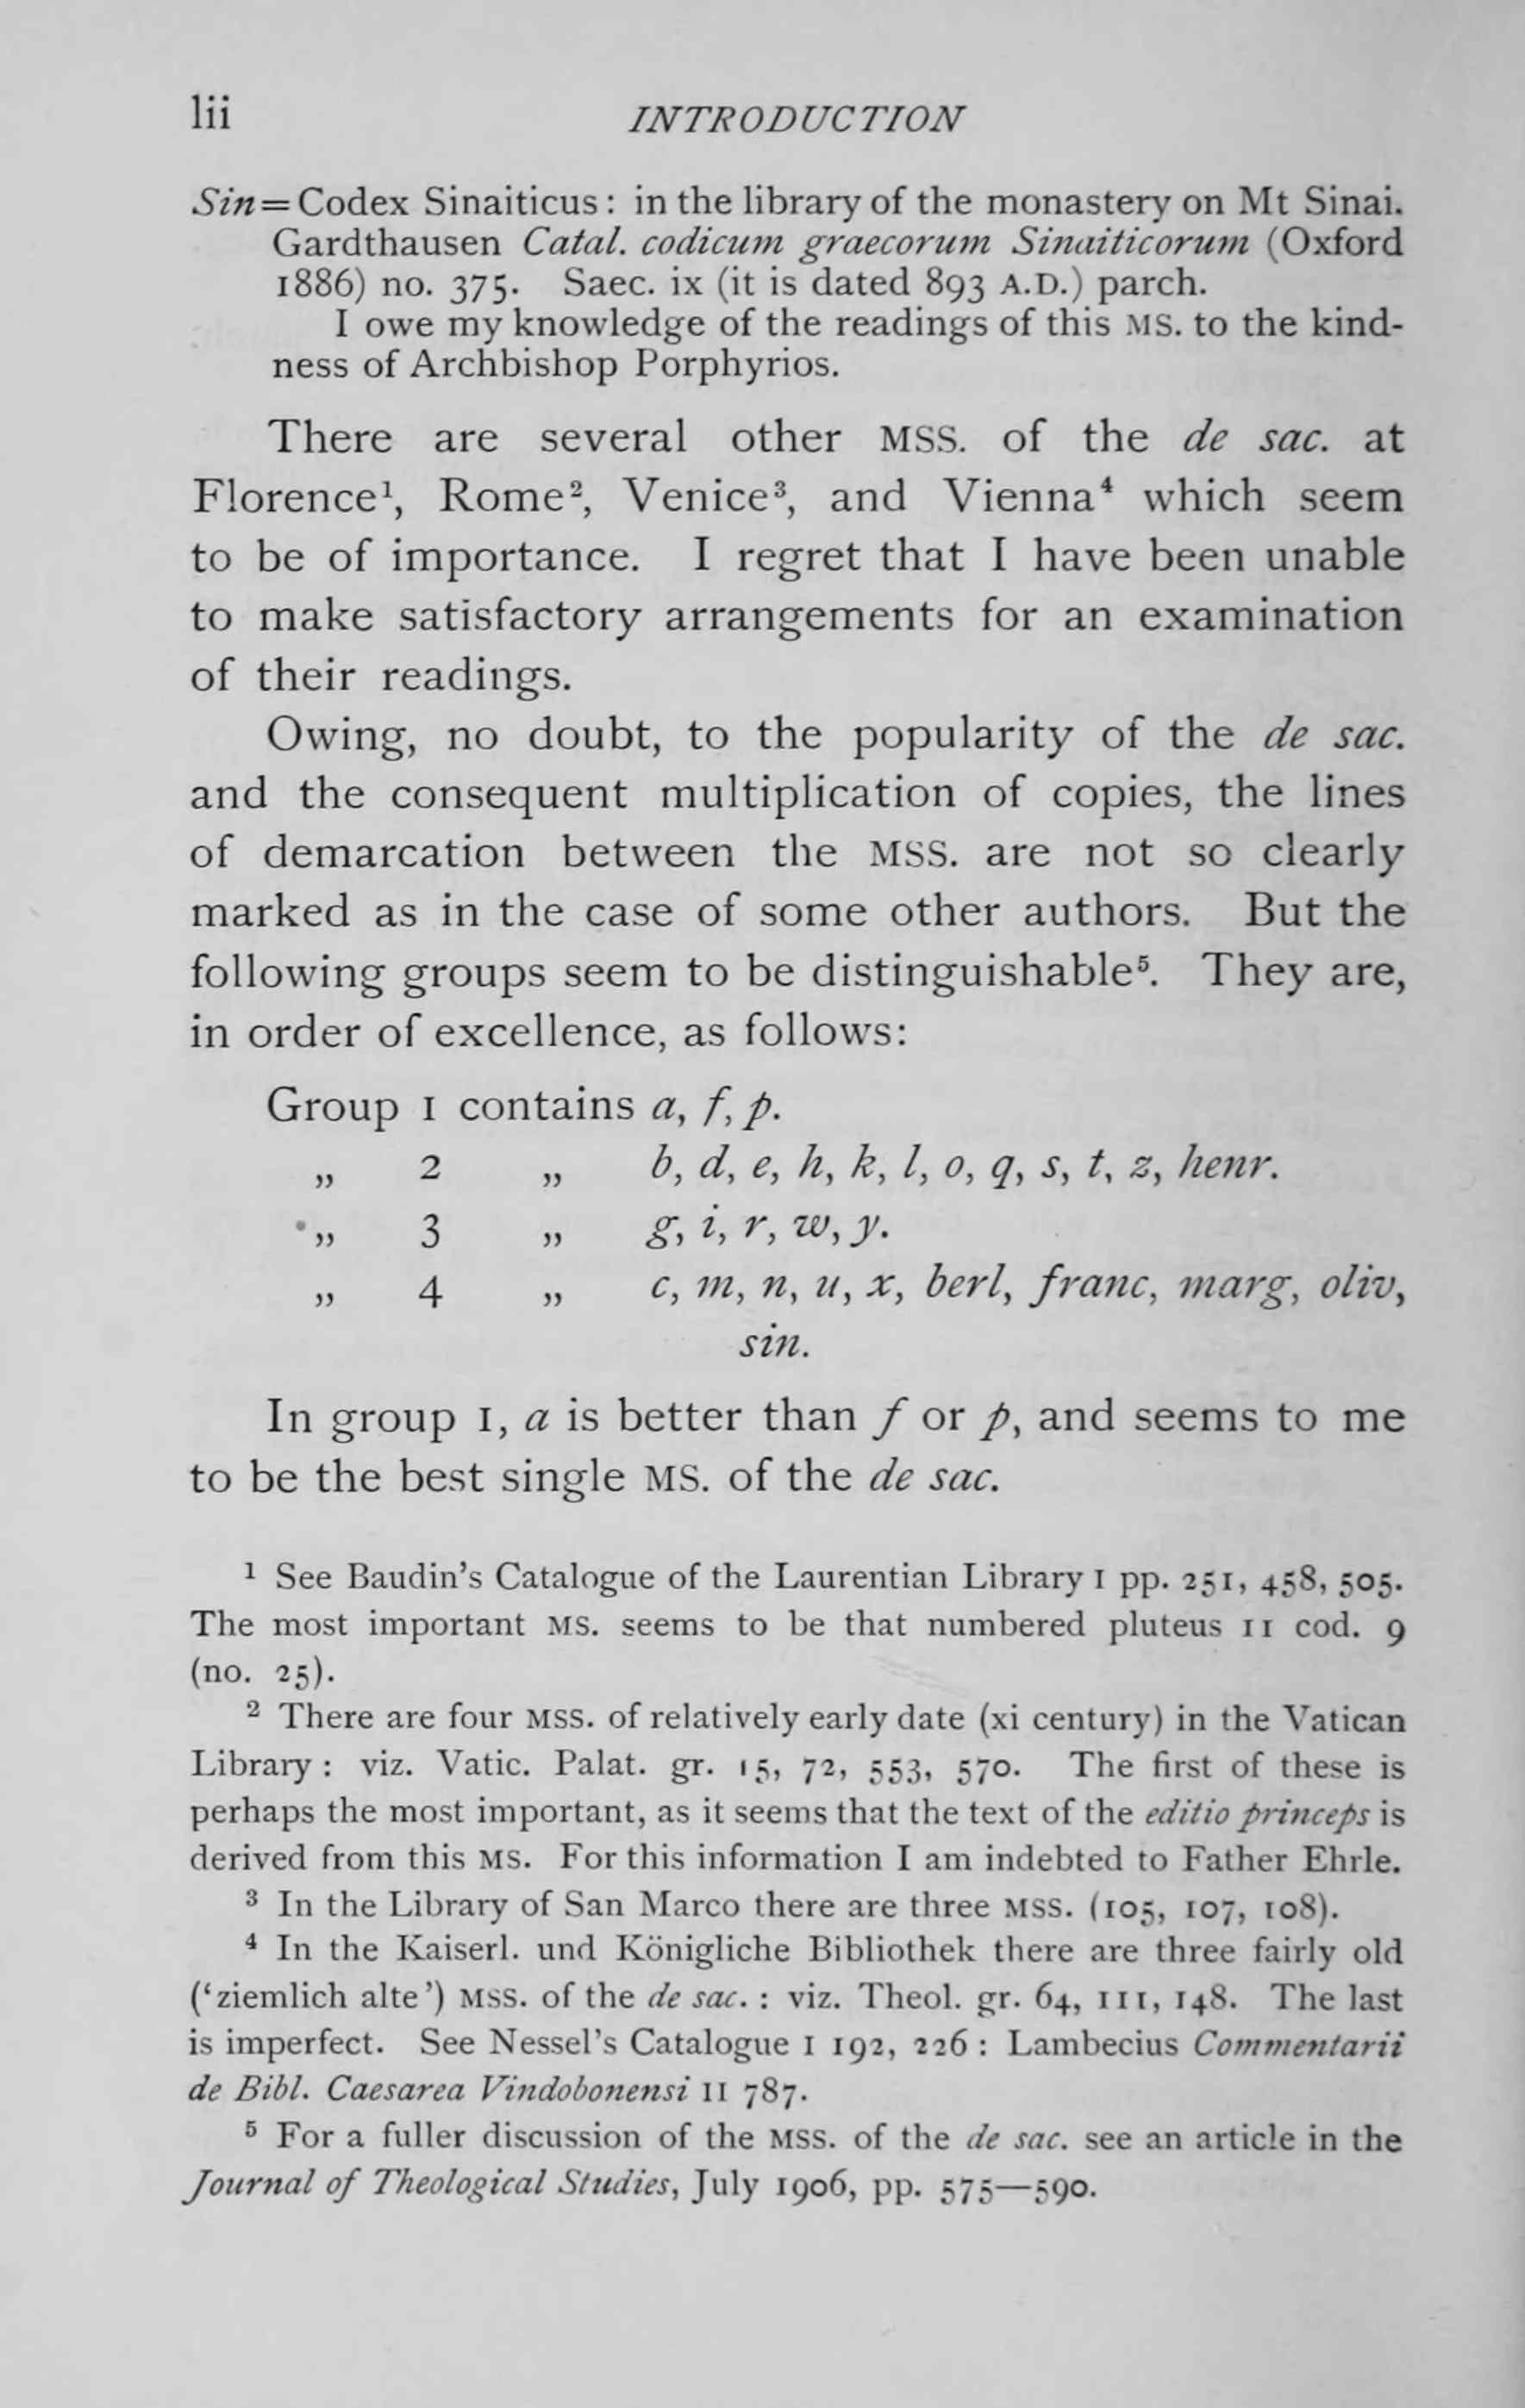 lii INTRODUCTION
Sin=Codex Sinaiticus: in the library of the monastery on Mt Sinai.
Gardthausen Catal. codicum graecorum Sinaiticorum (Oxford
1886) no. 375. Saec. ix (it is dated 893 A.D.) parch.
I owe my knowledge of the readings of this MS. to the kind-
ness of Archbishop Porphyrios.
There are several other MSS. of the de sac. at
Florence¹, Rome², Venice³, and Vienna⁴ which seem
to be of importance. I regret that I have been unable
to make satisfactory arrangements for an examination
of their readings.
Owing, no doubt, to the popularity of the de sac.
and the consequent multiplication of copies, the lines
of demarcation between the MSS. are not so clearly
marked as in the case of some other authors. But the
following groups seem to be distinguishable⁵. They are,
in order of excellence, as follows:
Group 1 contains a, f, p.
„ 2 „ b, d, e, h, k, l, o, q, s, t, z, henr.
„ 3 „ g, i, r, w, y.
„ 4 „ c, m, n, u, x, berl, franc, marg, oliv,
sin.
In group 1, a is better than f or p, and seems to me
to be the best single MS. of the de sac.
¹ See Baudin's Catalogue of the Laurentian Library I pp. 251, 458, 505.
The most important MS. seems to be that numbered pluteus 11 cod. 9
(no. 25).
² There are four MSS. of relatively early date (xi century) in the Vatican
Library: viz. Vatic. Palat. gr. 15, 72, 553, 570. The first of these is
perhaps the most important, as it seems that the text of the editio princeps is
derived from this MS. For this information I am indebted to Father Ehrle.
³ In the Library of San Marco there are three MSS. (105, 107, 108).
⁴ In the Kaiserl. und Königliche Bibliothek there are three fairly old
('ziemlich alte') MSS. of the de sac.: viz. Theol. gr. 64, 111, 148. The last
is imperfect. See Nessel's Catalogue I 192, 226: Lambecius Commentarii
de Bibl. Caesarea Vindobonensi II 787.
⁵ For a fuller discussion of the MSS. of the de sac. see an article in the
Journal of Theological Studies, July 1906, pp. 575—590.